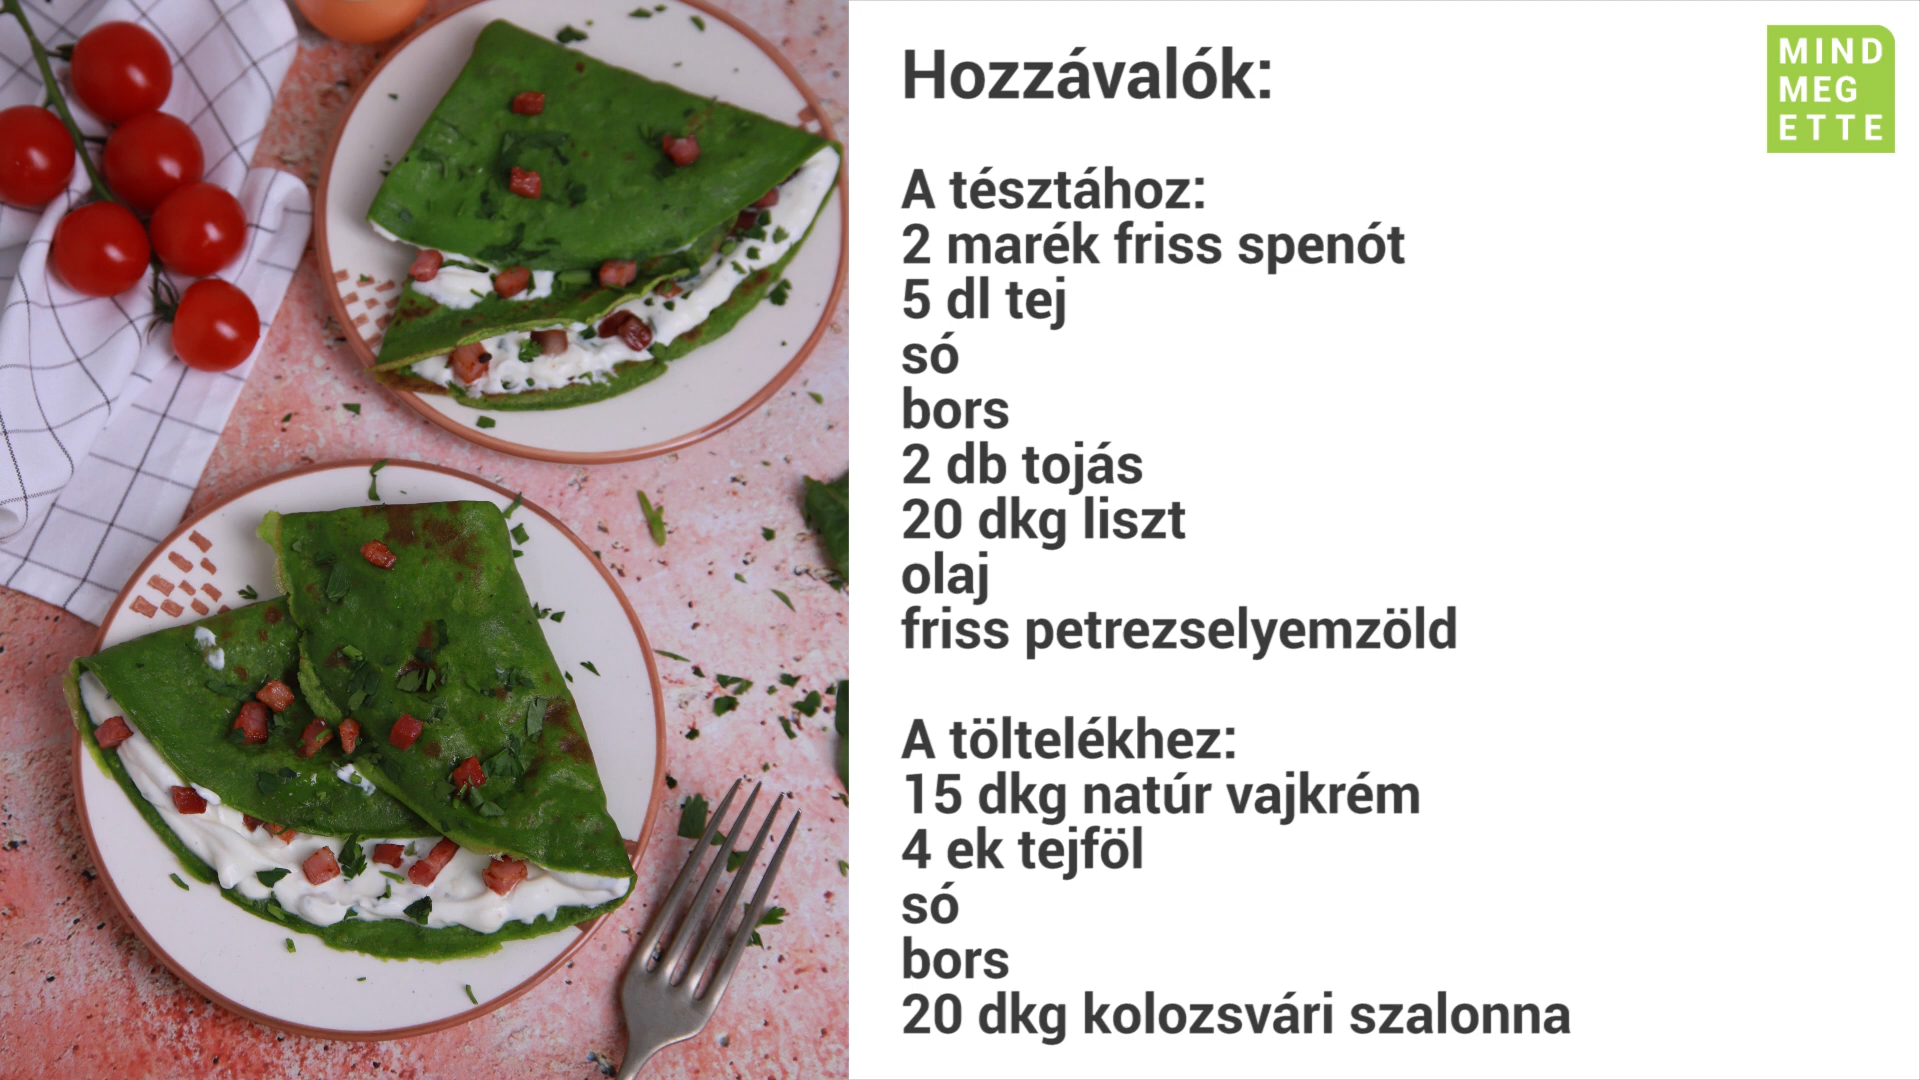 Hozzávalók:
MIND
MEG
ETTE
A tésztához:
2 marék friss spenót
5 dl tej
só
bors
2 db tojás
20 dkg liszt
olaj
friss petrezselyemzöld
A töltelékhez:
15 dkg natúr vajkrém
4 ek tejföl
só
bors
20 dkg kolozsvári szalonna